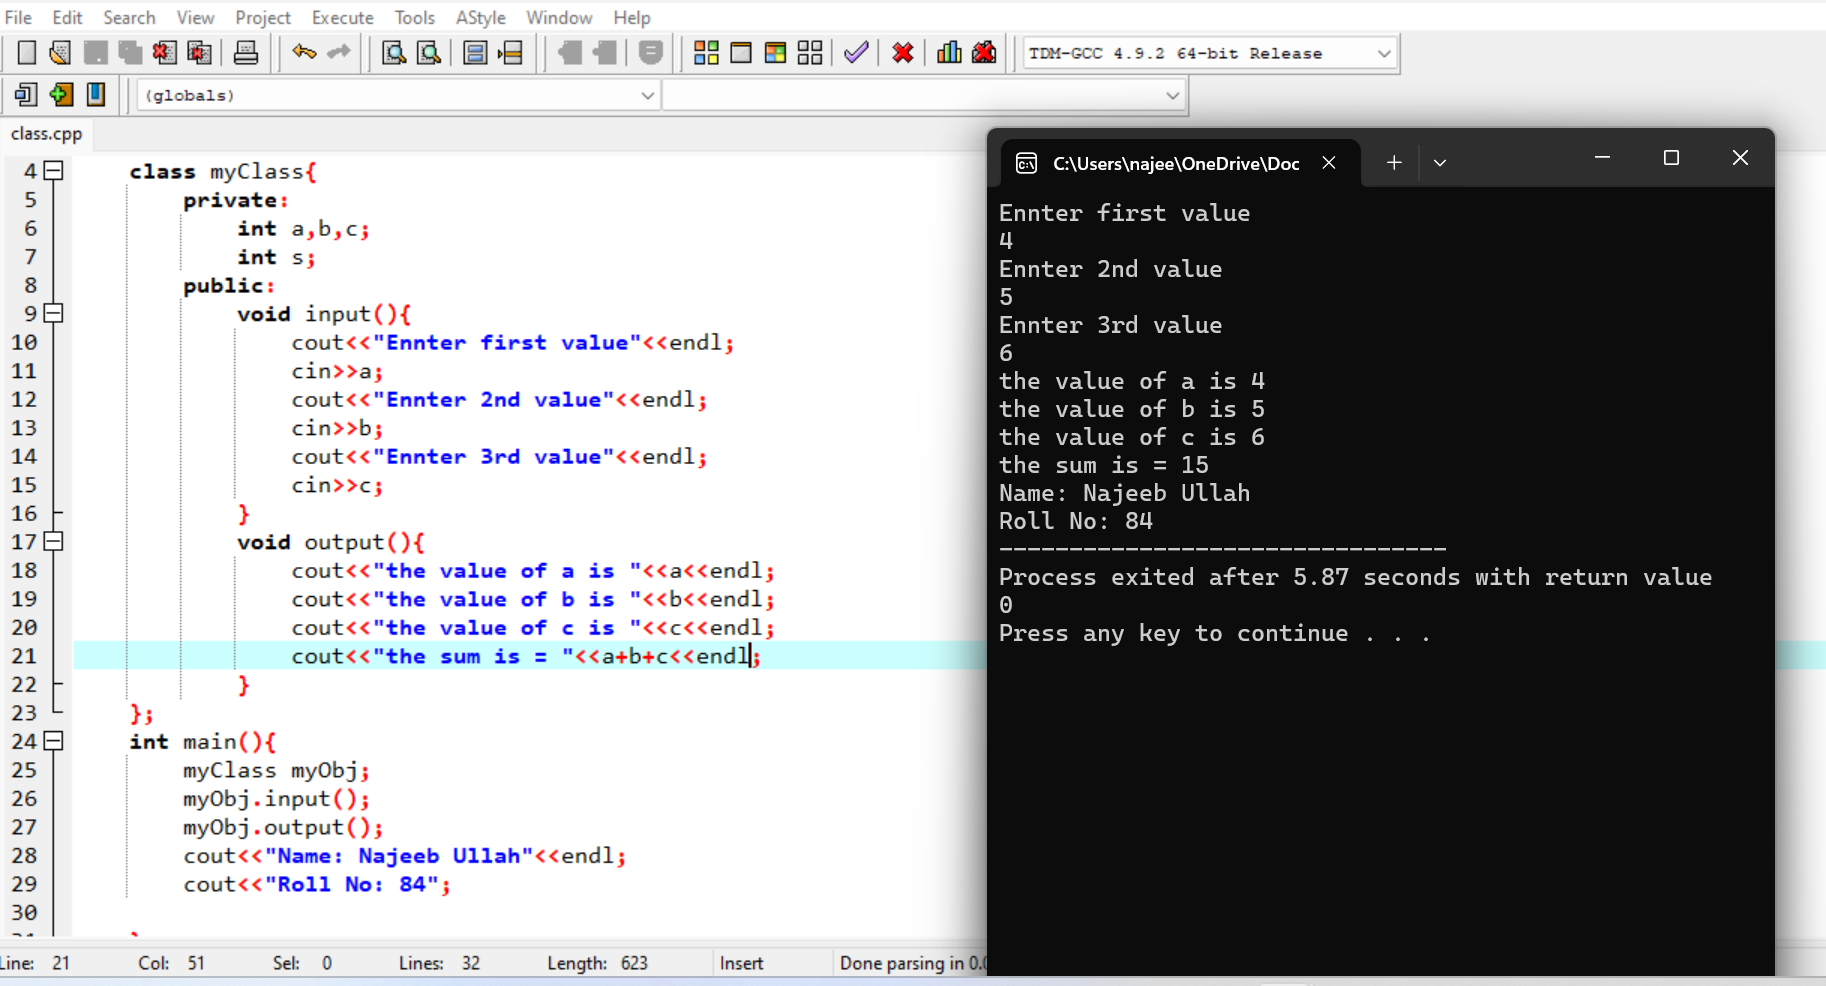 File Edit Search View Project Execute Tools AStyle Window Help
TDM-GCC 4.9.2 64-bit Release
(globals)
class.cpp
4 class myClass{
5 private:
6 int a,b,c;
7 int s;
8 public:
9 void input(){
10 cout<<"Ennter first value"<<endl;
11 cin>>a;
12 cout<<"Ennter 2nd value"<<endl;
13 cin>>b;
14 cout<<"Ennter 3rd value"<<endl;
15 cin>>c;
16 }
17 void output(){
18 cout<<"the value of a is "<<a<<endl;
19 cout<<"the value of b is "<<b<<endl;
20 cout<<"the value of c is "<<c<<endl;
21 cout<<"the sum is = "<<a+b+c<<endl;
22 }
23 };
24 int main(){
25 myClass myObj;
26 myObj.input();
27 myObj.output();
28 cout<<"Name: Najeeb Ullah"<<endl;
29 cout<<"Roll No: 84";
30
Line: 21 Col: 51 Sel: 0 Lines: 32 Length: 623 Insert Done parsing in 0.0
C:\Users\najee\OneDrive\Doc
Ennter first value
4
Ennter 2nd value
5
Ennter 3rd value
6
the value of a is 4
the value of b is 5
the value of c is 6
the sum is = 15
Name: Najeeb Ullah
Roll No: 84
--------------------------------
Process exited after 5.87 seconds with return value
0
Press any key to continue . . .